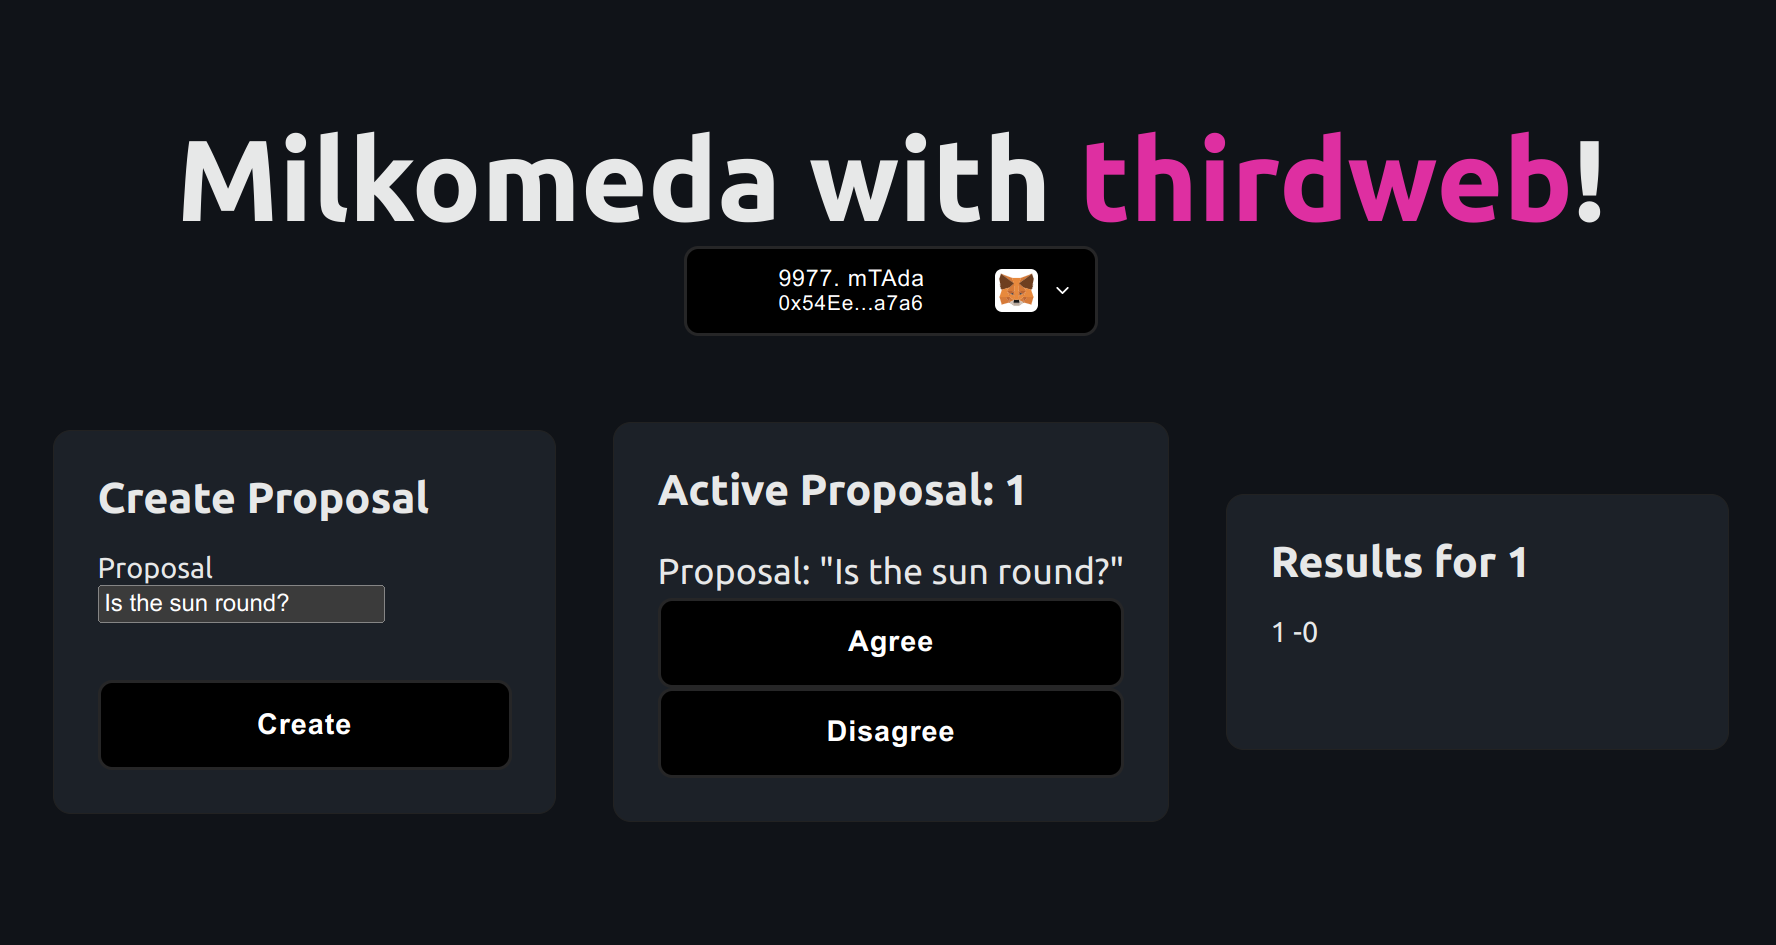 Milkomeda with thirdweb!
9977. mTAda
0x54Ee...a7a6
Create Proposal
Proposal
Is the sun round?
Create
Active Proposal: 1
Proposal: "Is the sun round?"
Agree
Disagree
Results for 1
1 -0